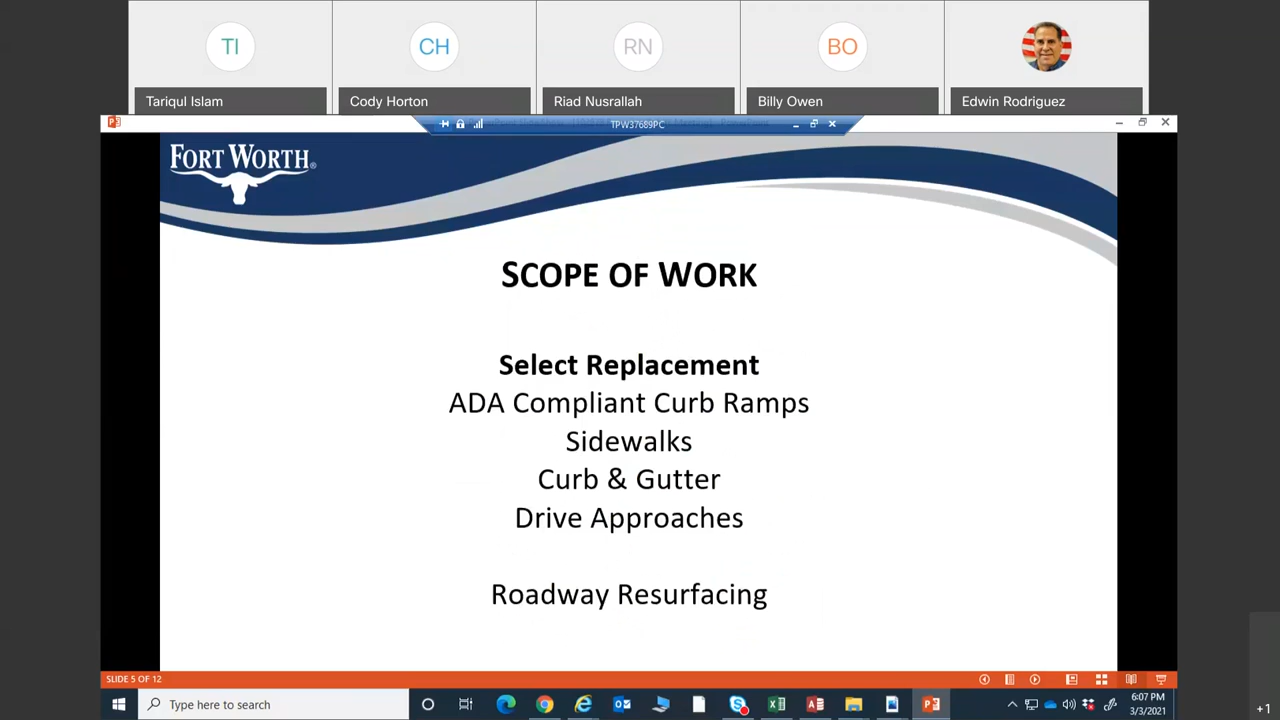 TI
CH
RN
BO
Tariqul Islam
Cody Horton
Riad Nusrallah
Billy Owen
Edwin Rodriguez
TPW37689PC
FORT WORTH®
SCOPE OF WORK
Select Replacement
ADA Compliant Curb Ramps
Sidewalks
Curb & Gutter
Drive Approaches
Roadway Resurfacing
SLIDE 5 OF 12
Type here to search
6:07 PM
3/3/2021
+1